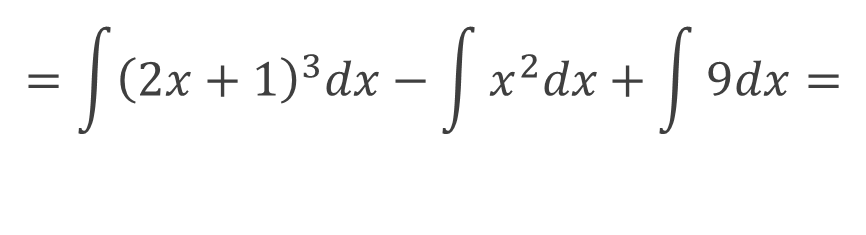 = ∫(2x + 1)³dx − ∫ x²dx + ∫ 9dx =